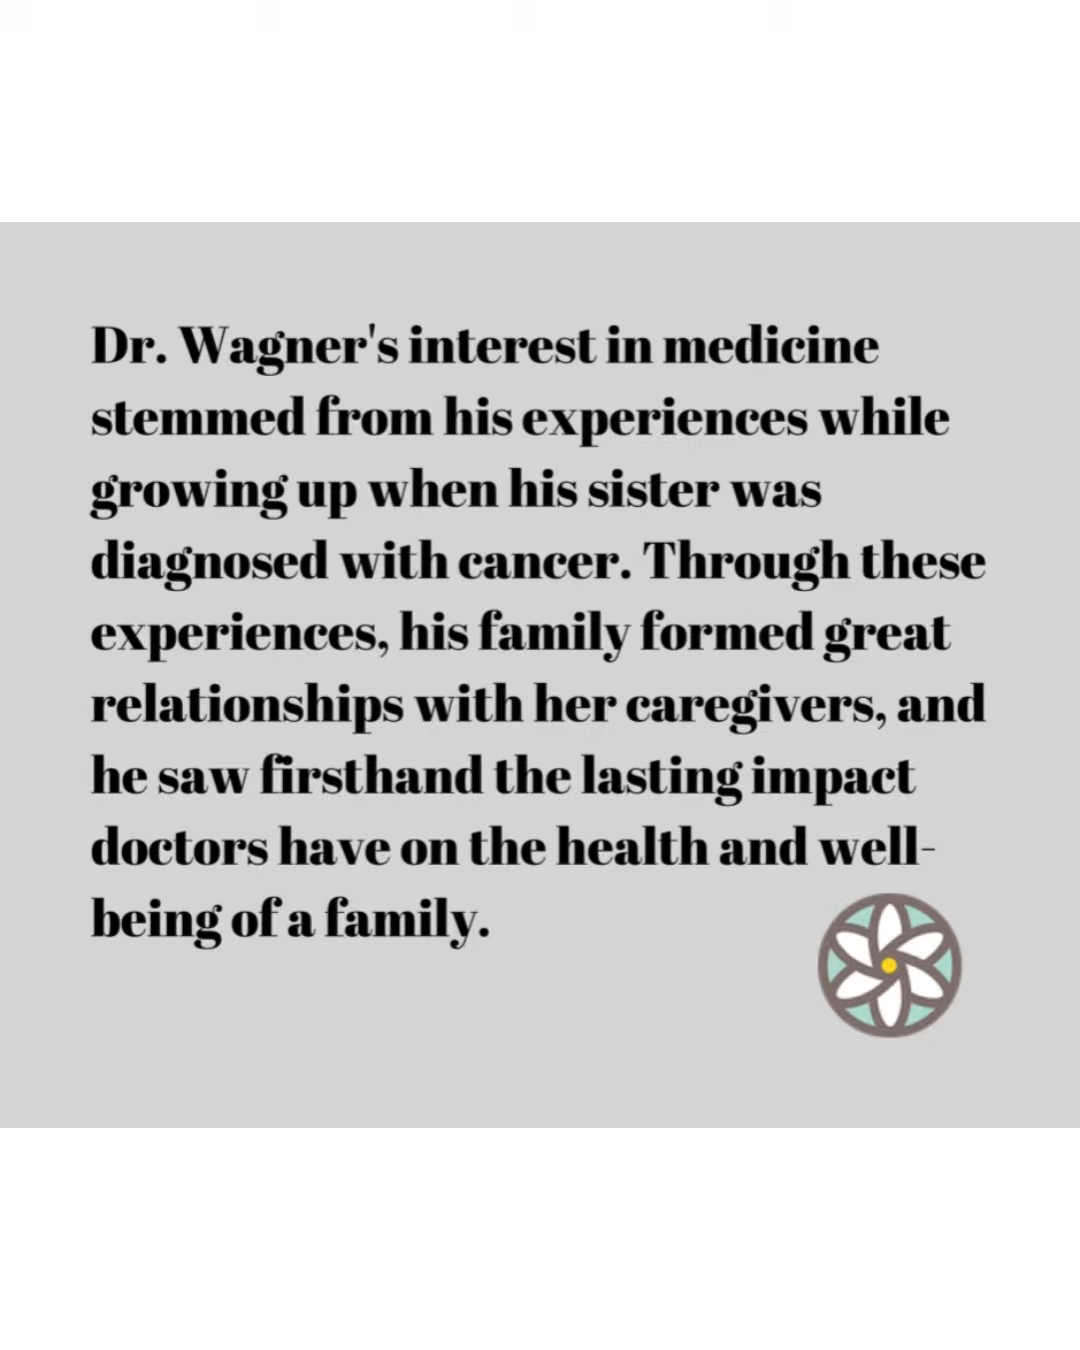 Dr. Wagner's interest in medicine
stemmed from his experiences while
growing up when his sister was
diagnosed with cancer. Through these
experiences, his family formed great
relationships with her caregivers, and
he saw firsthand the lasting impact
doctors have on the health and well-
being of a family.